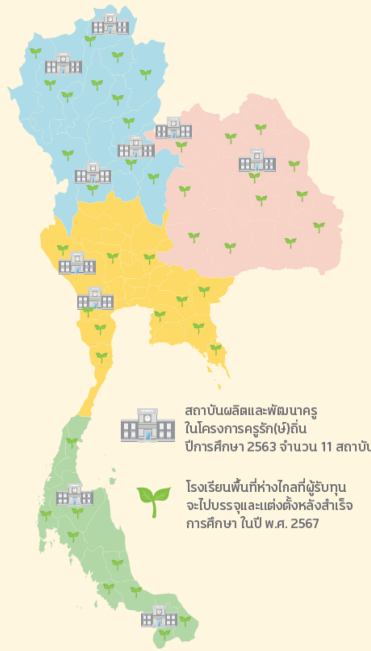 สถาบันผลิตและพัฒนาครู
ในโครงการครูรัก(ษ์)ถิ่น
ปีการศึกษา 2563 จำนวน 11 สถาบัน
โรงเรียนพื้นที่ห่างไกลที่ผู้รับทุน
จะไปบรรจุและแต่งตั้งหลังสำเร็จ
การศึกษา ในปี พ.ศ. 2567